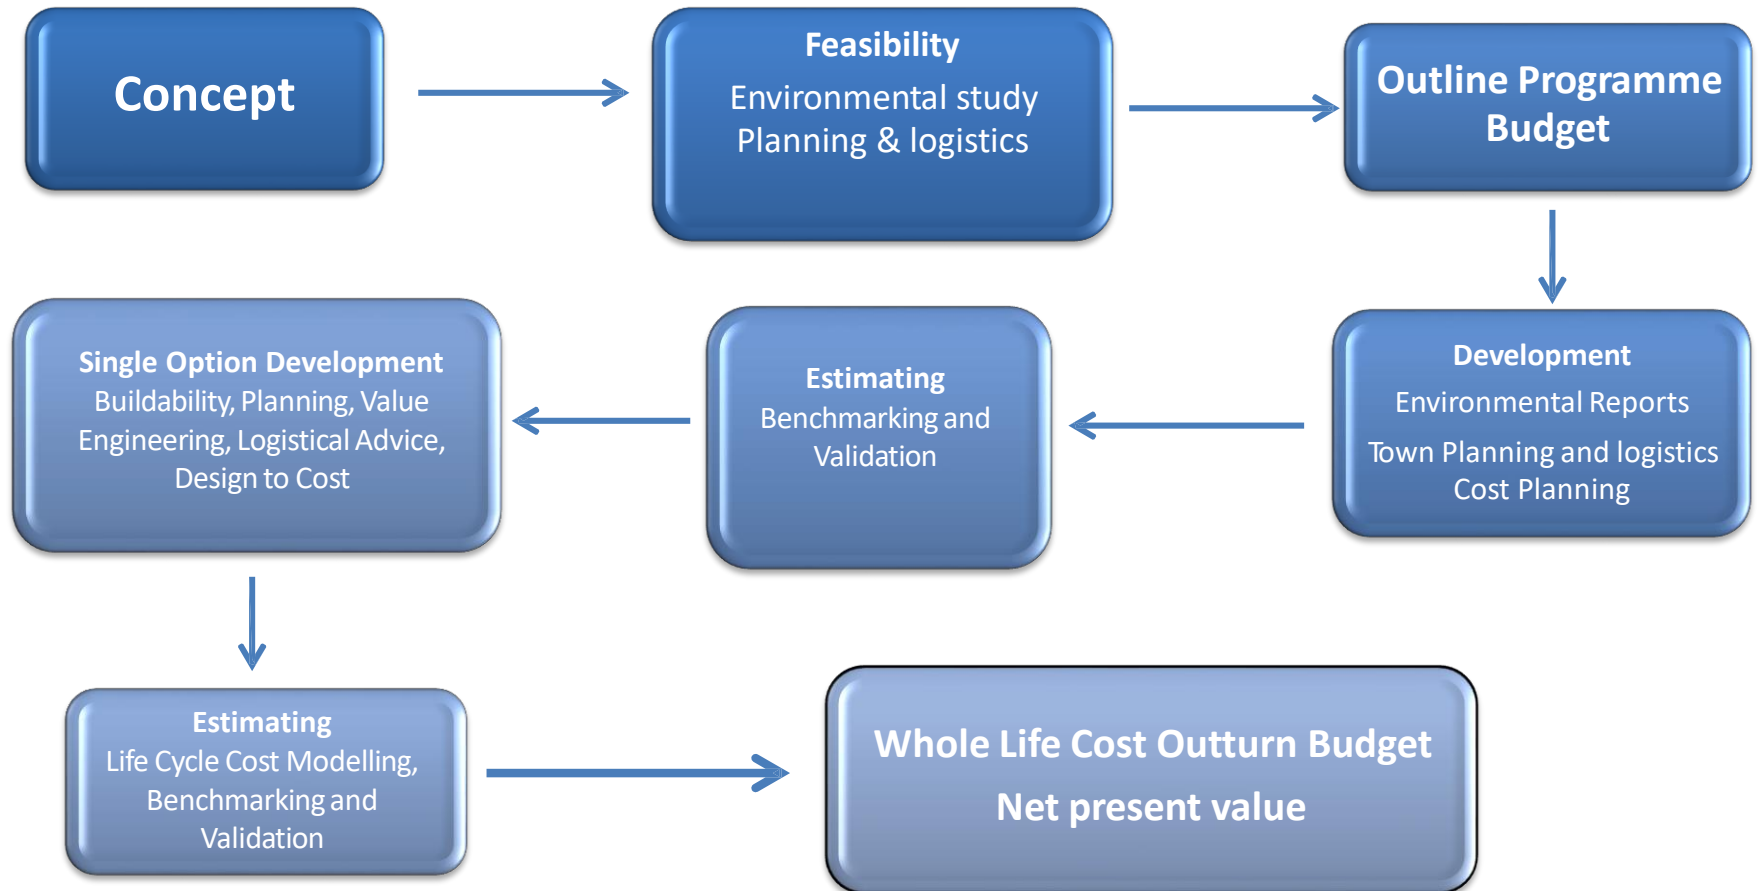 Concept
Feasibility
Environmental study
Planning & logistics
Outline Programme
Budget
Development
Environmental Reports
Town Planning and logistics
Cost Planning
Estimating
Benchmarking and
Validation
Single Option Development
Buildability, Planning, Value
Engineering, Logistical Advice,
Design to Cost
Estimating
Life Cycle Cost Modelling,
Benchmarking and
Validation
Whole Life Cost Outturn Budget
Net present value